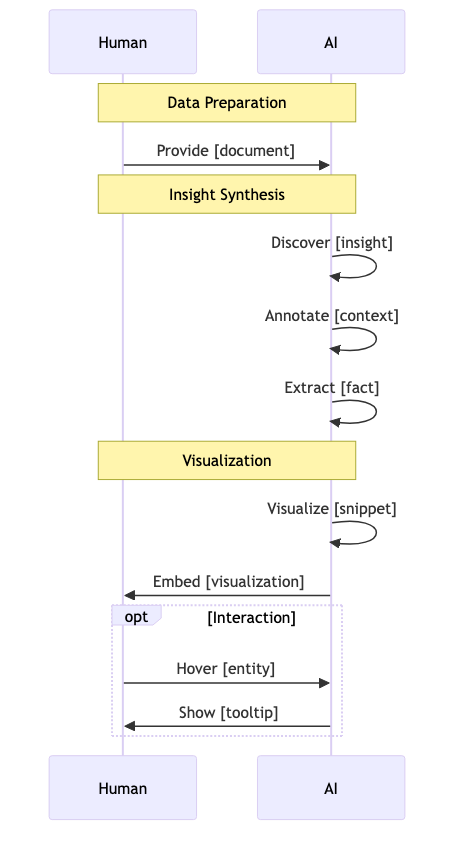 Human
AI
Data Preparation
Provide [document]
Insight Synthesis
Discover [insight]
Annotate [context]
Extract [fact]
Visualization
Visualize [snippet]
Embed [visualization]
opt
[Interaction]
Hover [entity]
Show [tooltip]
Human
AI